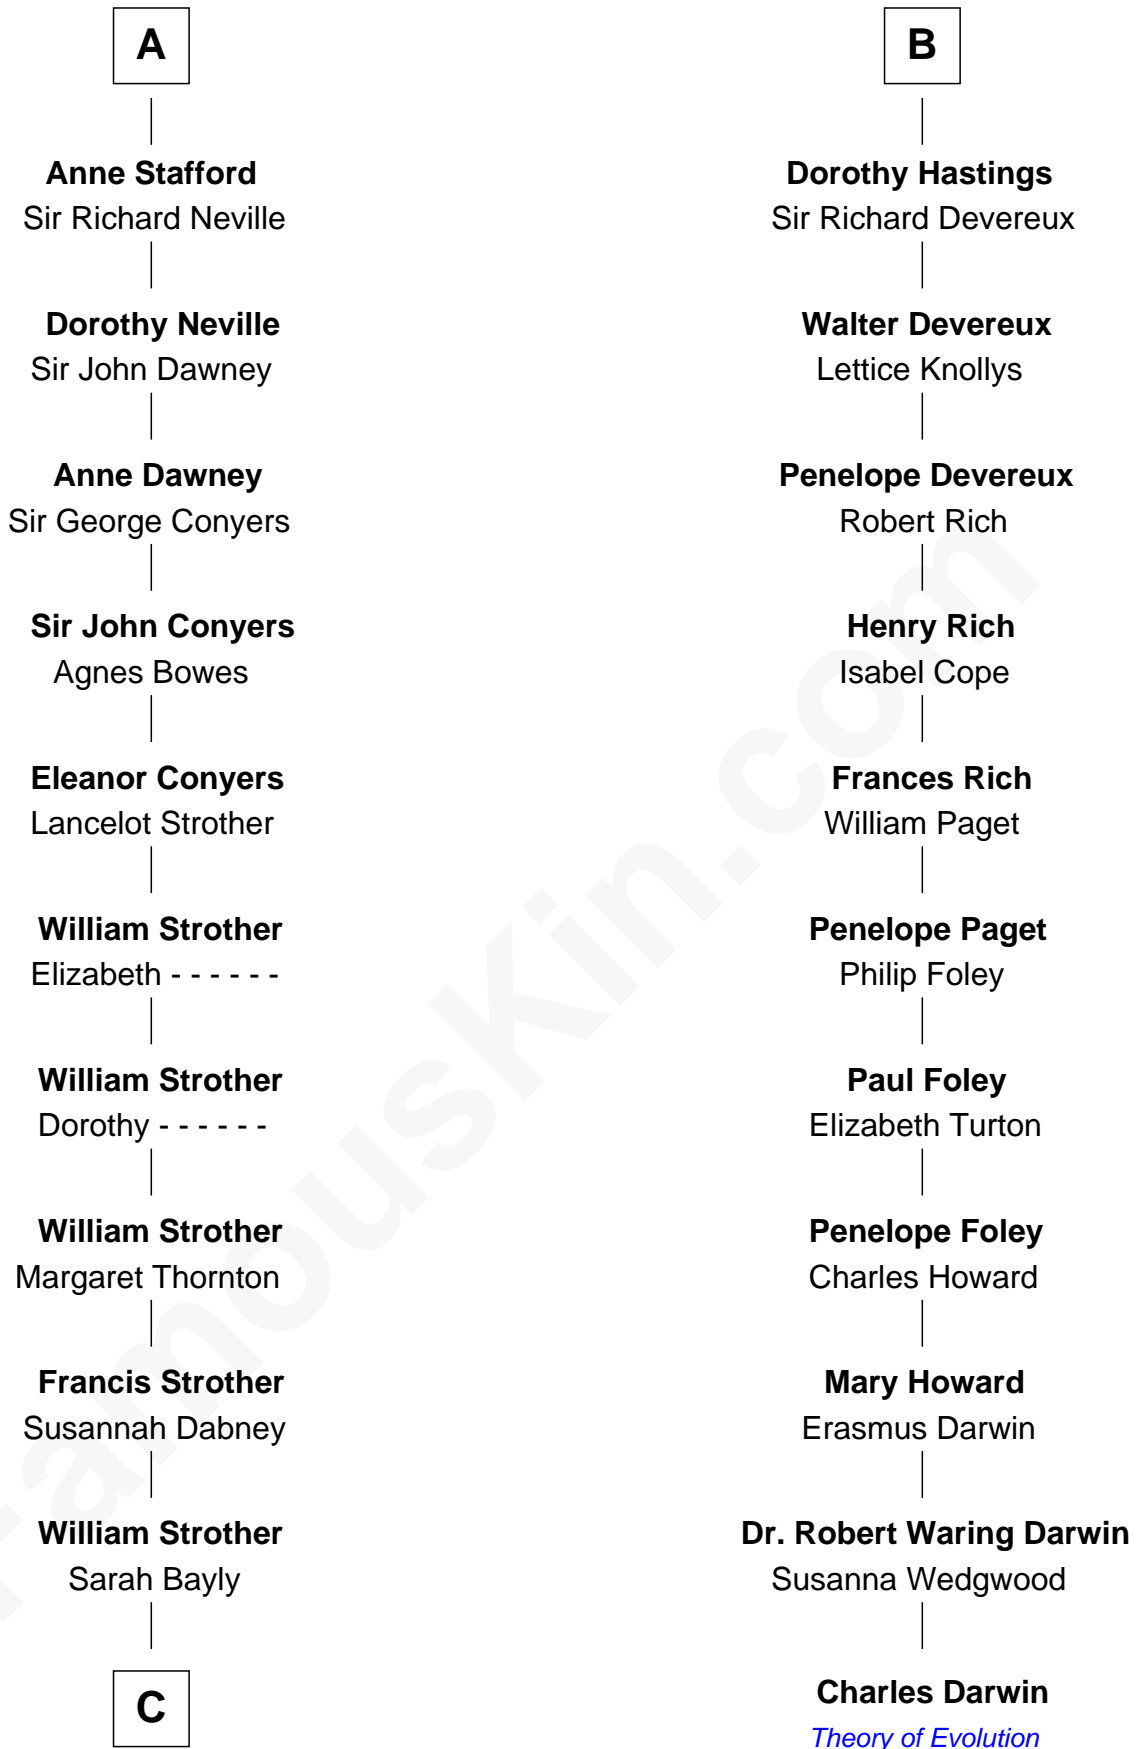 A
Anne Stafford
Sir Richard Neville
Dorothy Neville
Sir John Dawney
Anne Dawney
Sir George Conyers
Sir John Conyers
Agnes Bowes
Eleanor Conyers
Lancelot Strother
William Strother
Elizabeth - - - - - -
William Strother
Dorothy - - - - - -
William Strother
Margaret Thornton
Francis Strother
Susannah Dabney
William Strother
Sarah Bayly
C
B
Dorothy Hastings
Sir Richard Devereux
Walter Devereux
Lettice Knollys
Penelope Devereux
Robert Rich
Henry Rich
Isabel Cope
Frances Rich
William Paget
Penelope Paget
Philip Foley
Paul Foley
Elizabeth Turton
Penelope Foley
Charles Howard
Mary Howard
Erasmus Darwin
Dr. Robert Waring Darwin
Susanna Wedgwood
Charles Darwin
Theory of Evolution
FamousKin.com